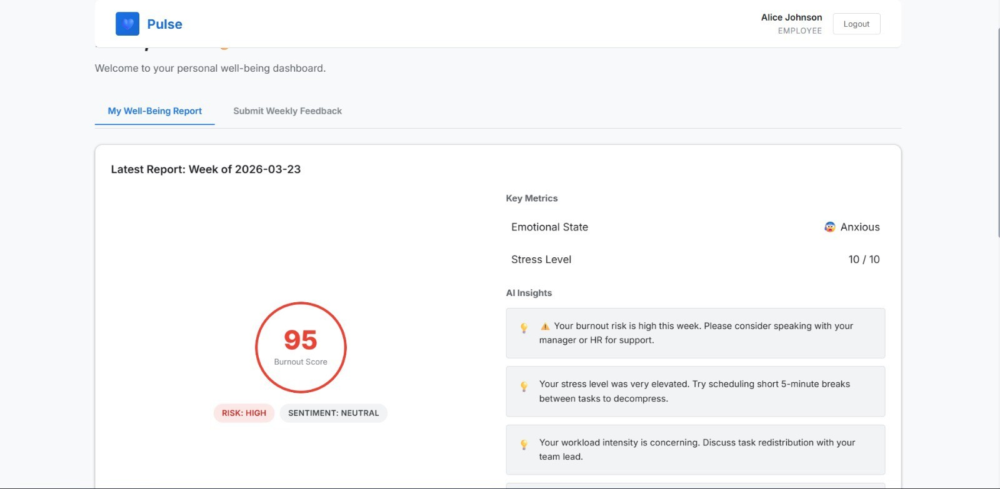 Pulse
Alice Johnson
EMPLOYEE
Logout
Welcome to your personal well-being dashboard.
My Well-Being Report
Submit Weekly Feedback
Latest Report: Week of 2026-03-23
95
Burnout Score
RISK: HIGH
SENTIMENT: NEUTRAL
Key Metrics
Emotional State
😰 Anxious
Stress Level
10 / 10
AI Insights
💡 ⚠️ Your burnout risk is high this week. Please consider speaking with your
manager or HR for support.
💡 Your stress level was very elevated. Try scheduling short 5-minute breaks
between tasks to decompress.
💡 Your workload intensity is concerning. Discuss task redistribution with your
team lead.